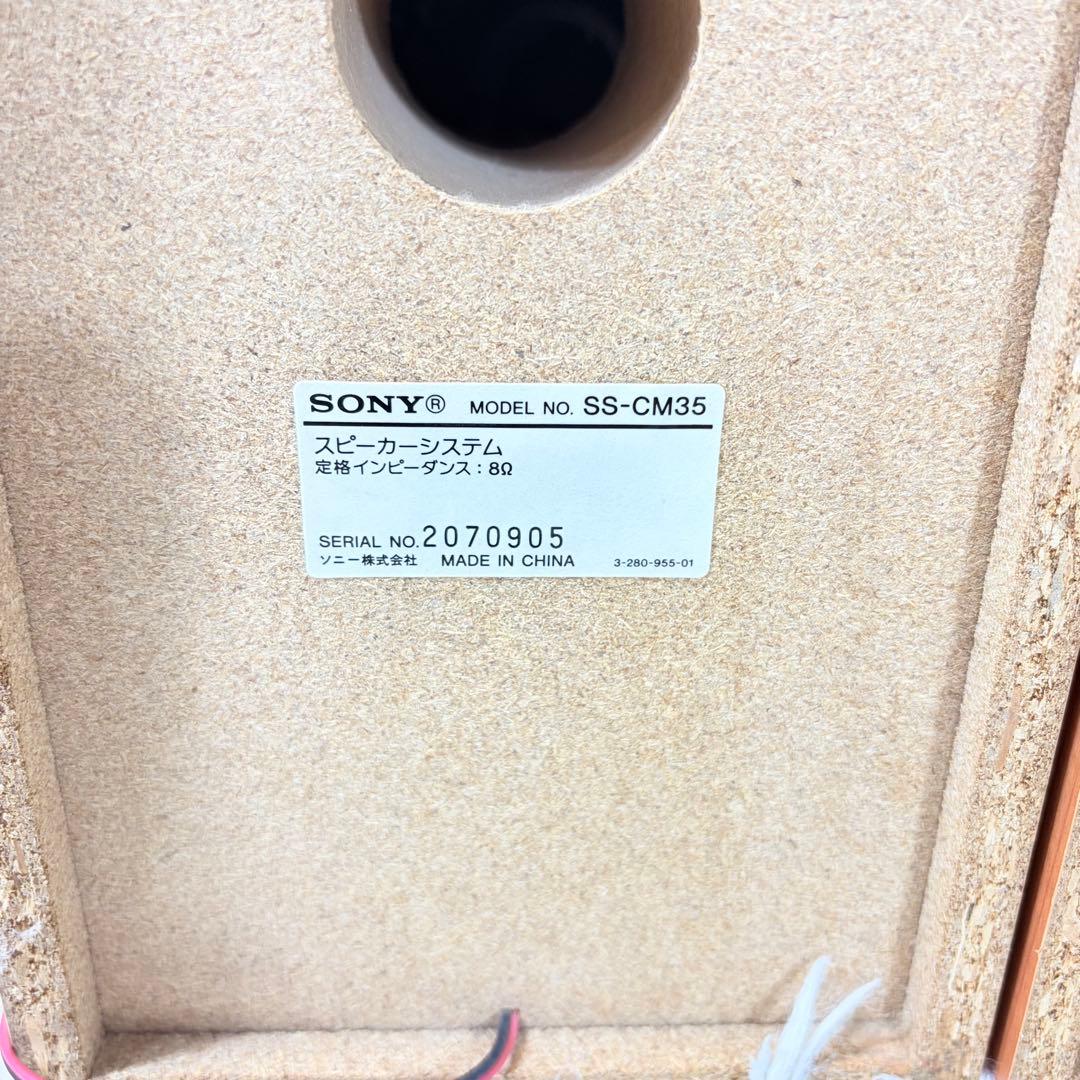 SONY® MODEL NO. SS-CM35
スピーカーシステム
定格インピーダンス：8Ω
SERIAL NO. 2070905
ソニー株式会社 MADE IN CHINA 3-280-955-01